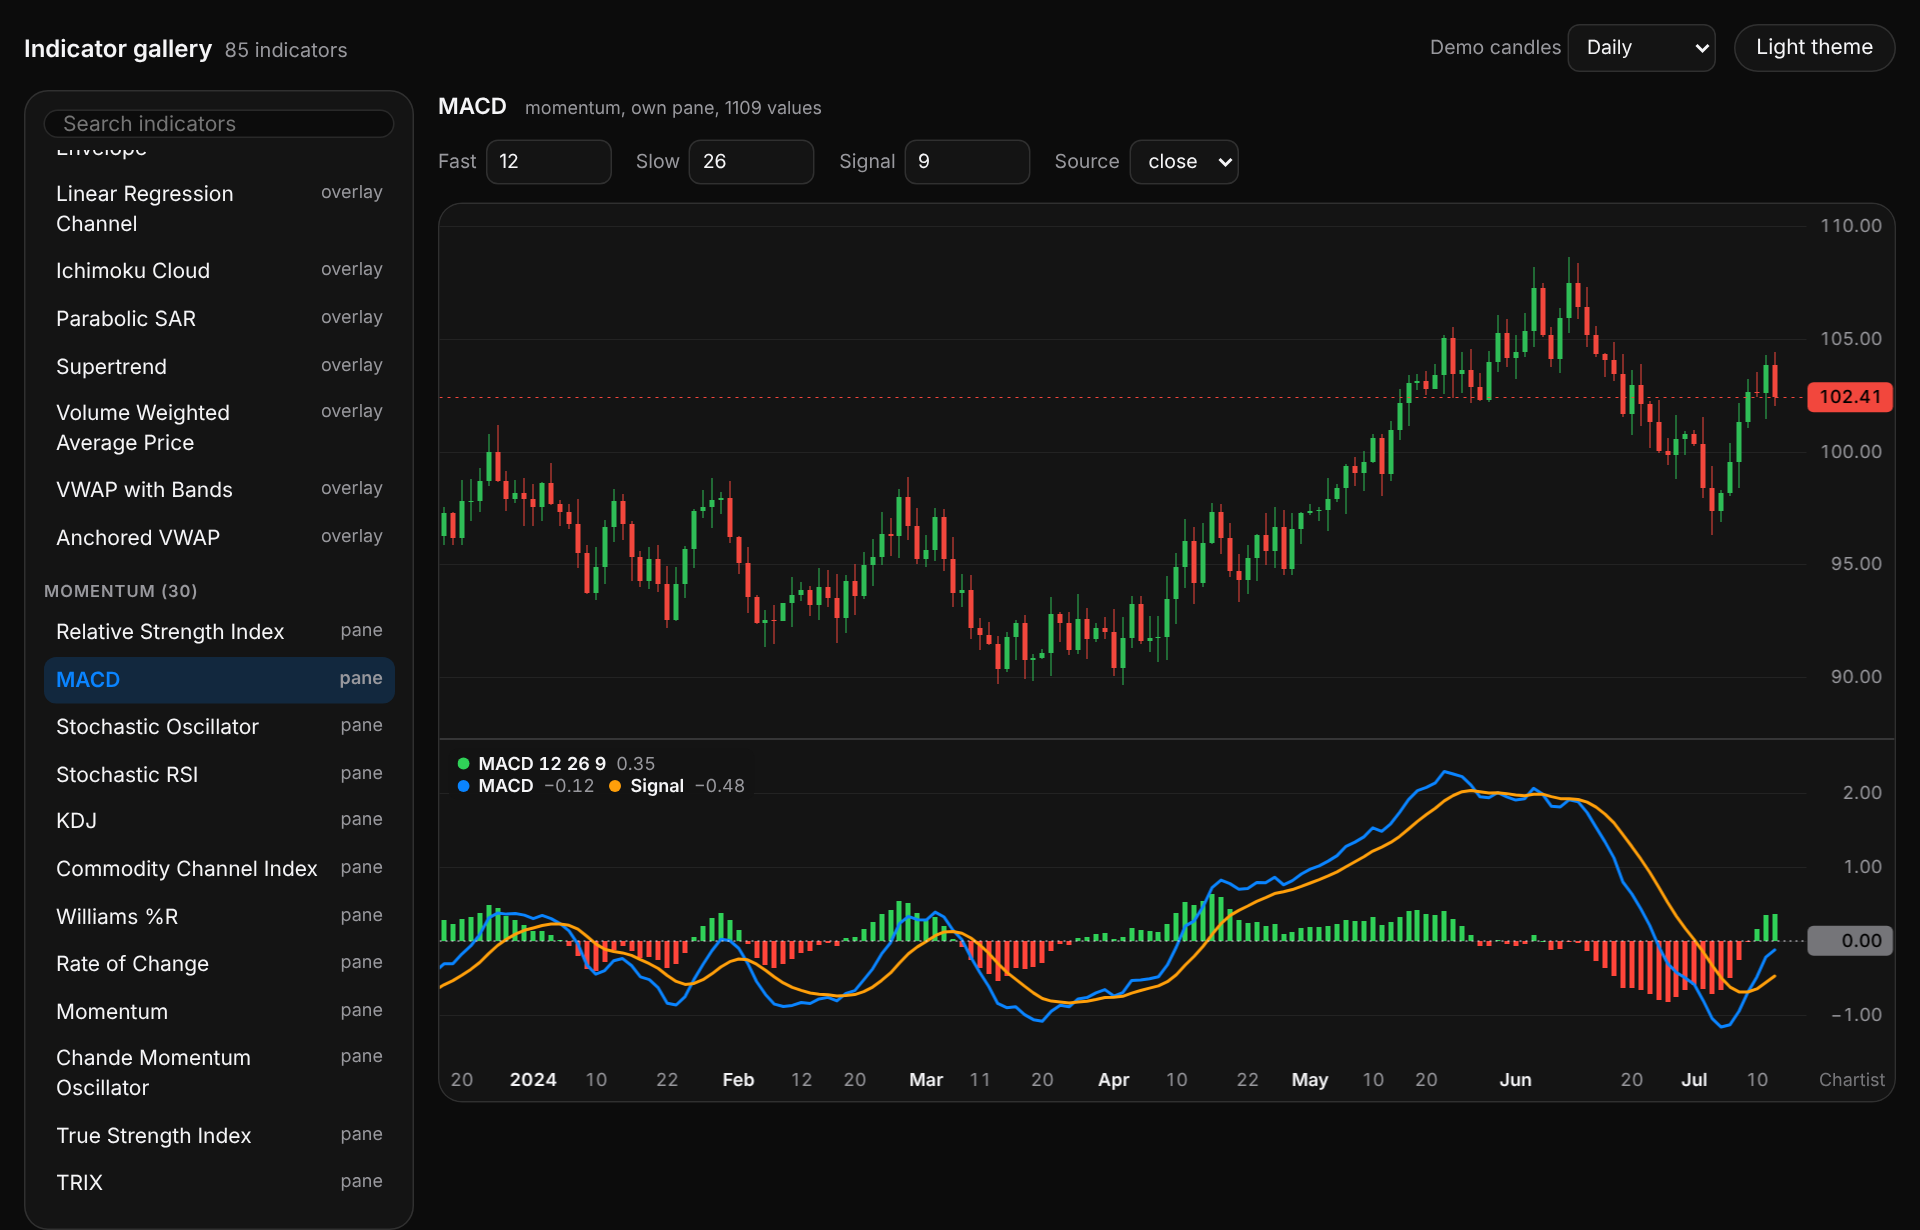 Indicator gallery 85 indicators
Demo candles Daily Light theme
Search indicators
Envelope
Linear Regression overlay
Channel
Ichimoku Cloud overlay
Parabolic SAR overlay
Supertrend overlay
Volume Weighted overlay
Average Price
VWAP with Bands overlay
Anchored VWAP overlay
MOMENTUM (30)
Relative Strength Index pane
MACD pane
Stochastic Oscillator pane
Stochastic RSI pane
KDJ pane
Commodity Channel Index pane
Williams %R pane
Rate of Change pane
Momentum pane
Chande Momentum pane
Oscillator
True Strength Index pane
TRIX pane
MACD momentum, own pane, 1109 values
Fast 12 Slow 26 Signal 9 Source close
110.00
105.00
102.41
100.00
95.00
90.00
MACD 12 26 9 0.35
MACD −0.12 Signal −0.48
2.00
1.00
0.00
−1.00
20 2024 10 22 Feb 12 20 Mar 11 20 Apr 10 22 May 10 20 Jun 20 Jul 10 Chartist